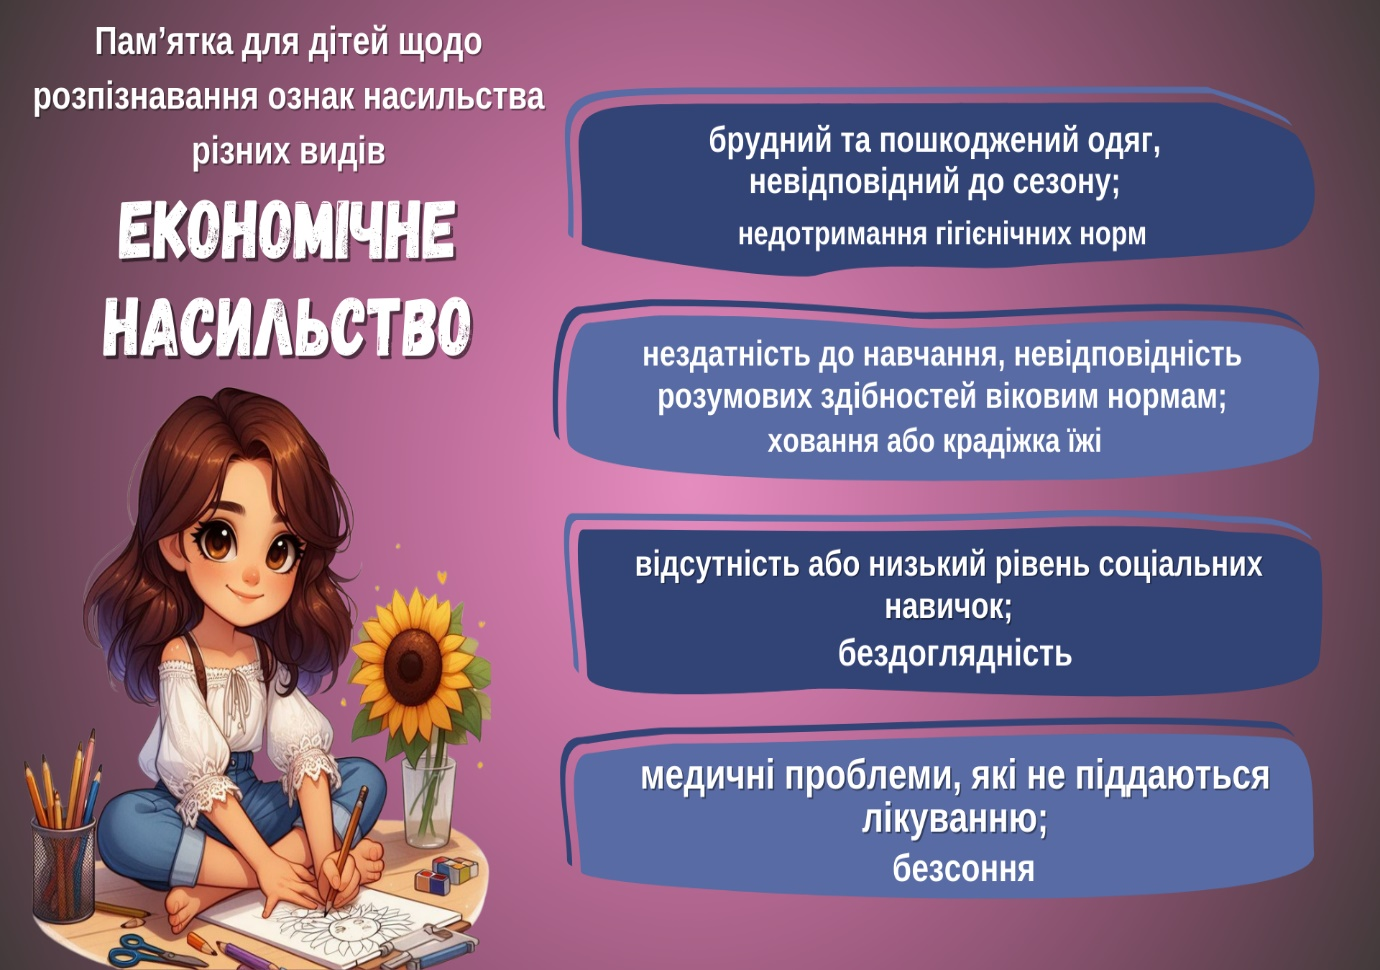 Пам’ятка для дітей щодо
розпізнавання ознак насильства
різних видів
ЕКОНОМІЧНЕ
НАСИЛЬСТВО
брудний та пошкоджений одяг,
невідповідний до сезону;
недотримання гігієнічних норм
нездатність до навчання, невідповідність
розумових здібностей віковим нормам;
ховання або крадіжка їжі
відсутність або низький рівень соціальних
навичок;
бездоглядність
медичні проблеми, які не піддаються
лікуванню;
безсоння